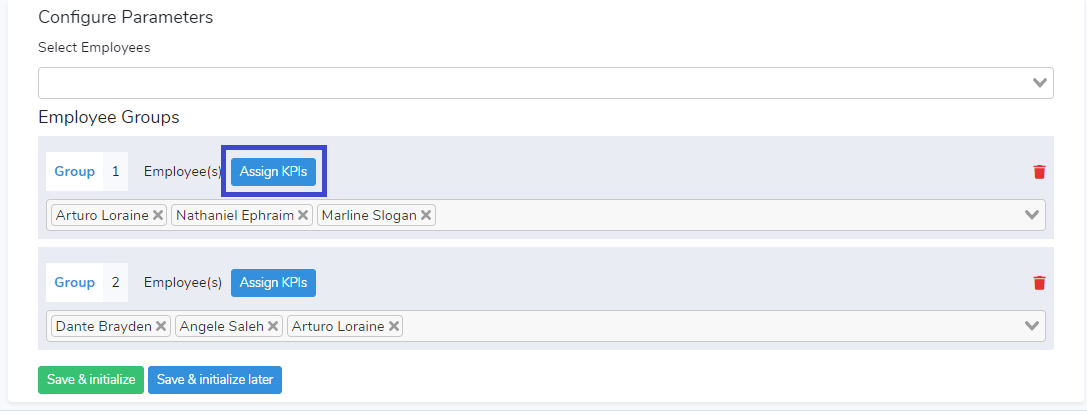 Configure Parameters
Select Employees
Employee Groups
Group 1 Employee(s) Assign KPIs
Arturo Loraine Nathaniel Ephraim Marline Slogan
Group 2 Employee(s) Assign KPIs
Dante Brayden Angele Saleh Arturo Loraine
Save & initialize Save & initialize later